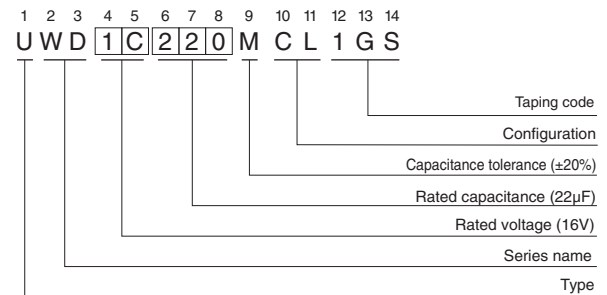 1 2 3 4 5 6 7 8 9 10 11 12 13 14
U W D 1 C 2 2 0 M C L 1 G S
Taping code
Configuration
Capacitance tolerance (±20%)
Rated capacitance (22µF)
Rated voltage (16V)
Series name
Type